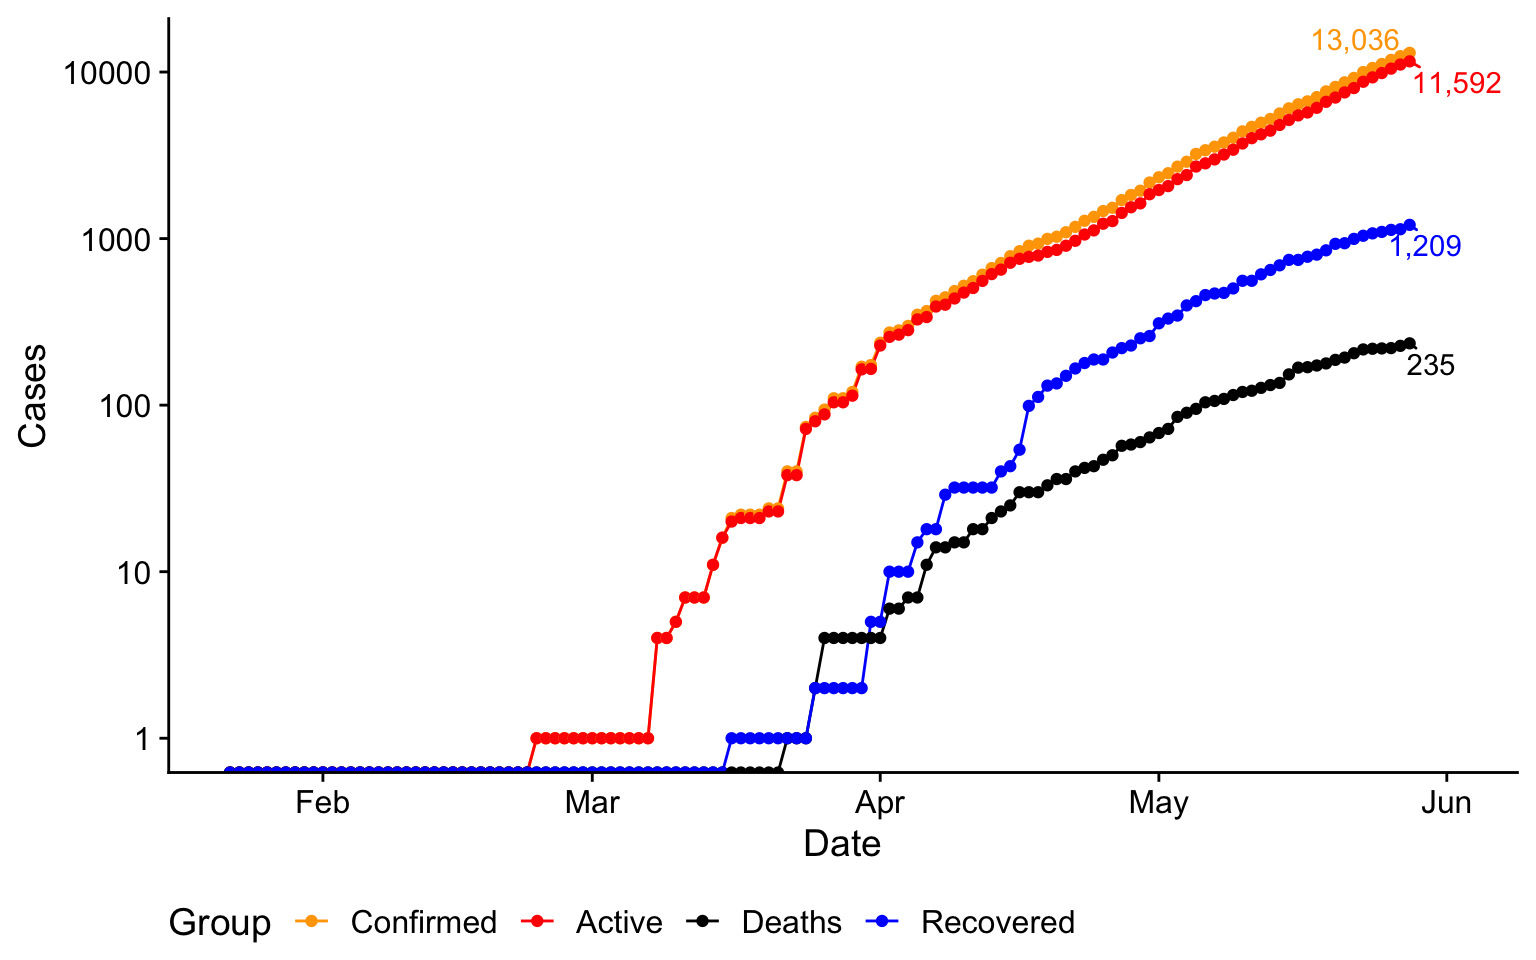 13,036
10000
11,592
1000
1,209
235
100
10
1
Cases
Feb Mar Apr May Jun
Date
Group Confirmed Active Deaths Recovered